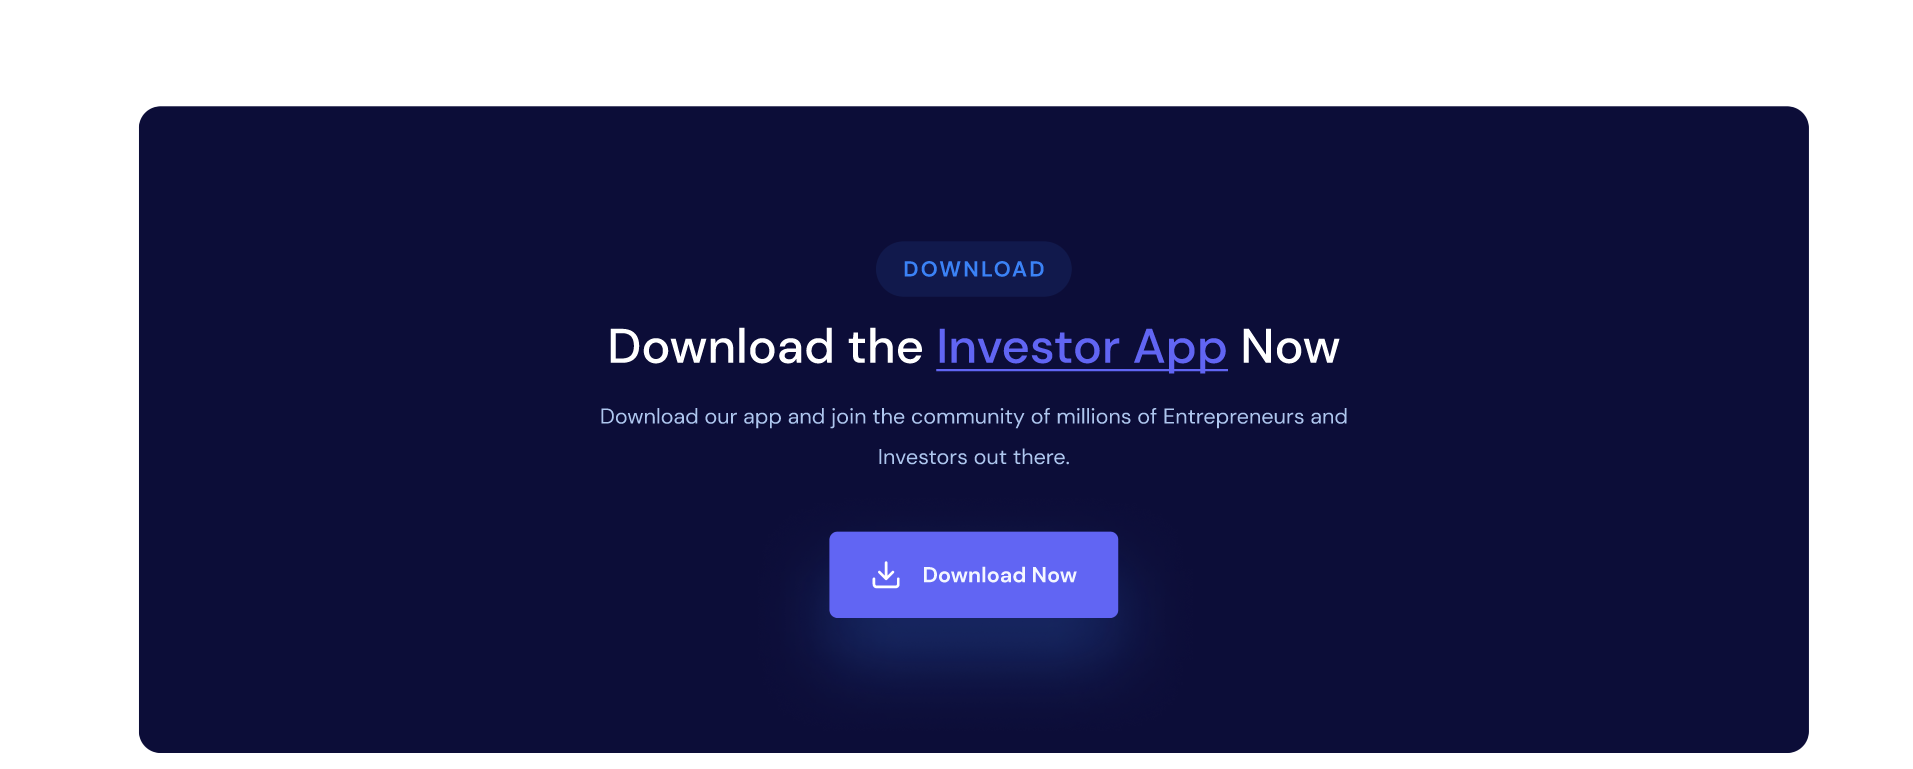 DOWNLOAD
Download the Investor App Now
Download our app and join the community of millions of Entrepreneurs and
Investors out there.
Download Now